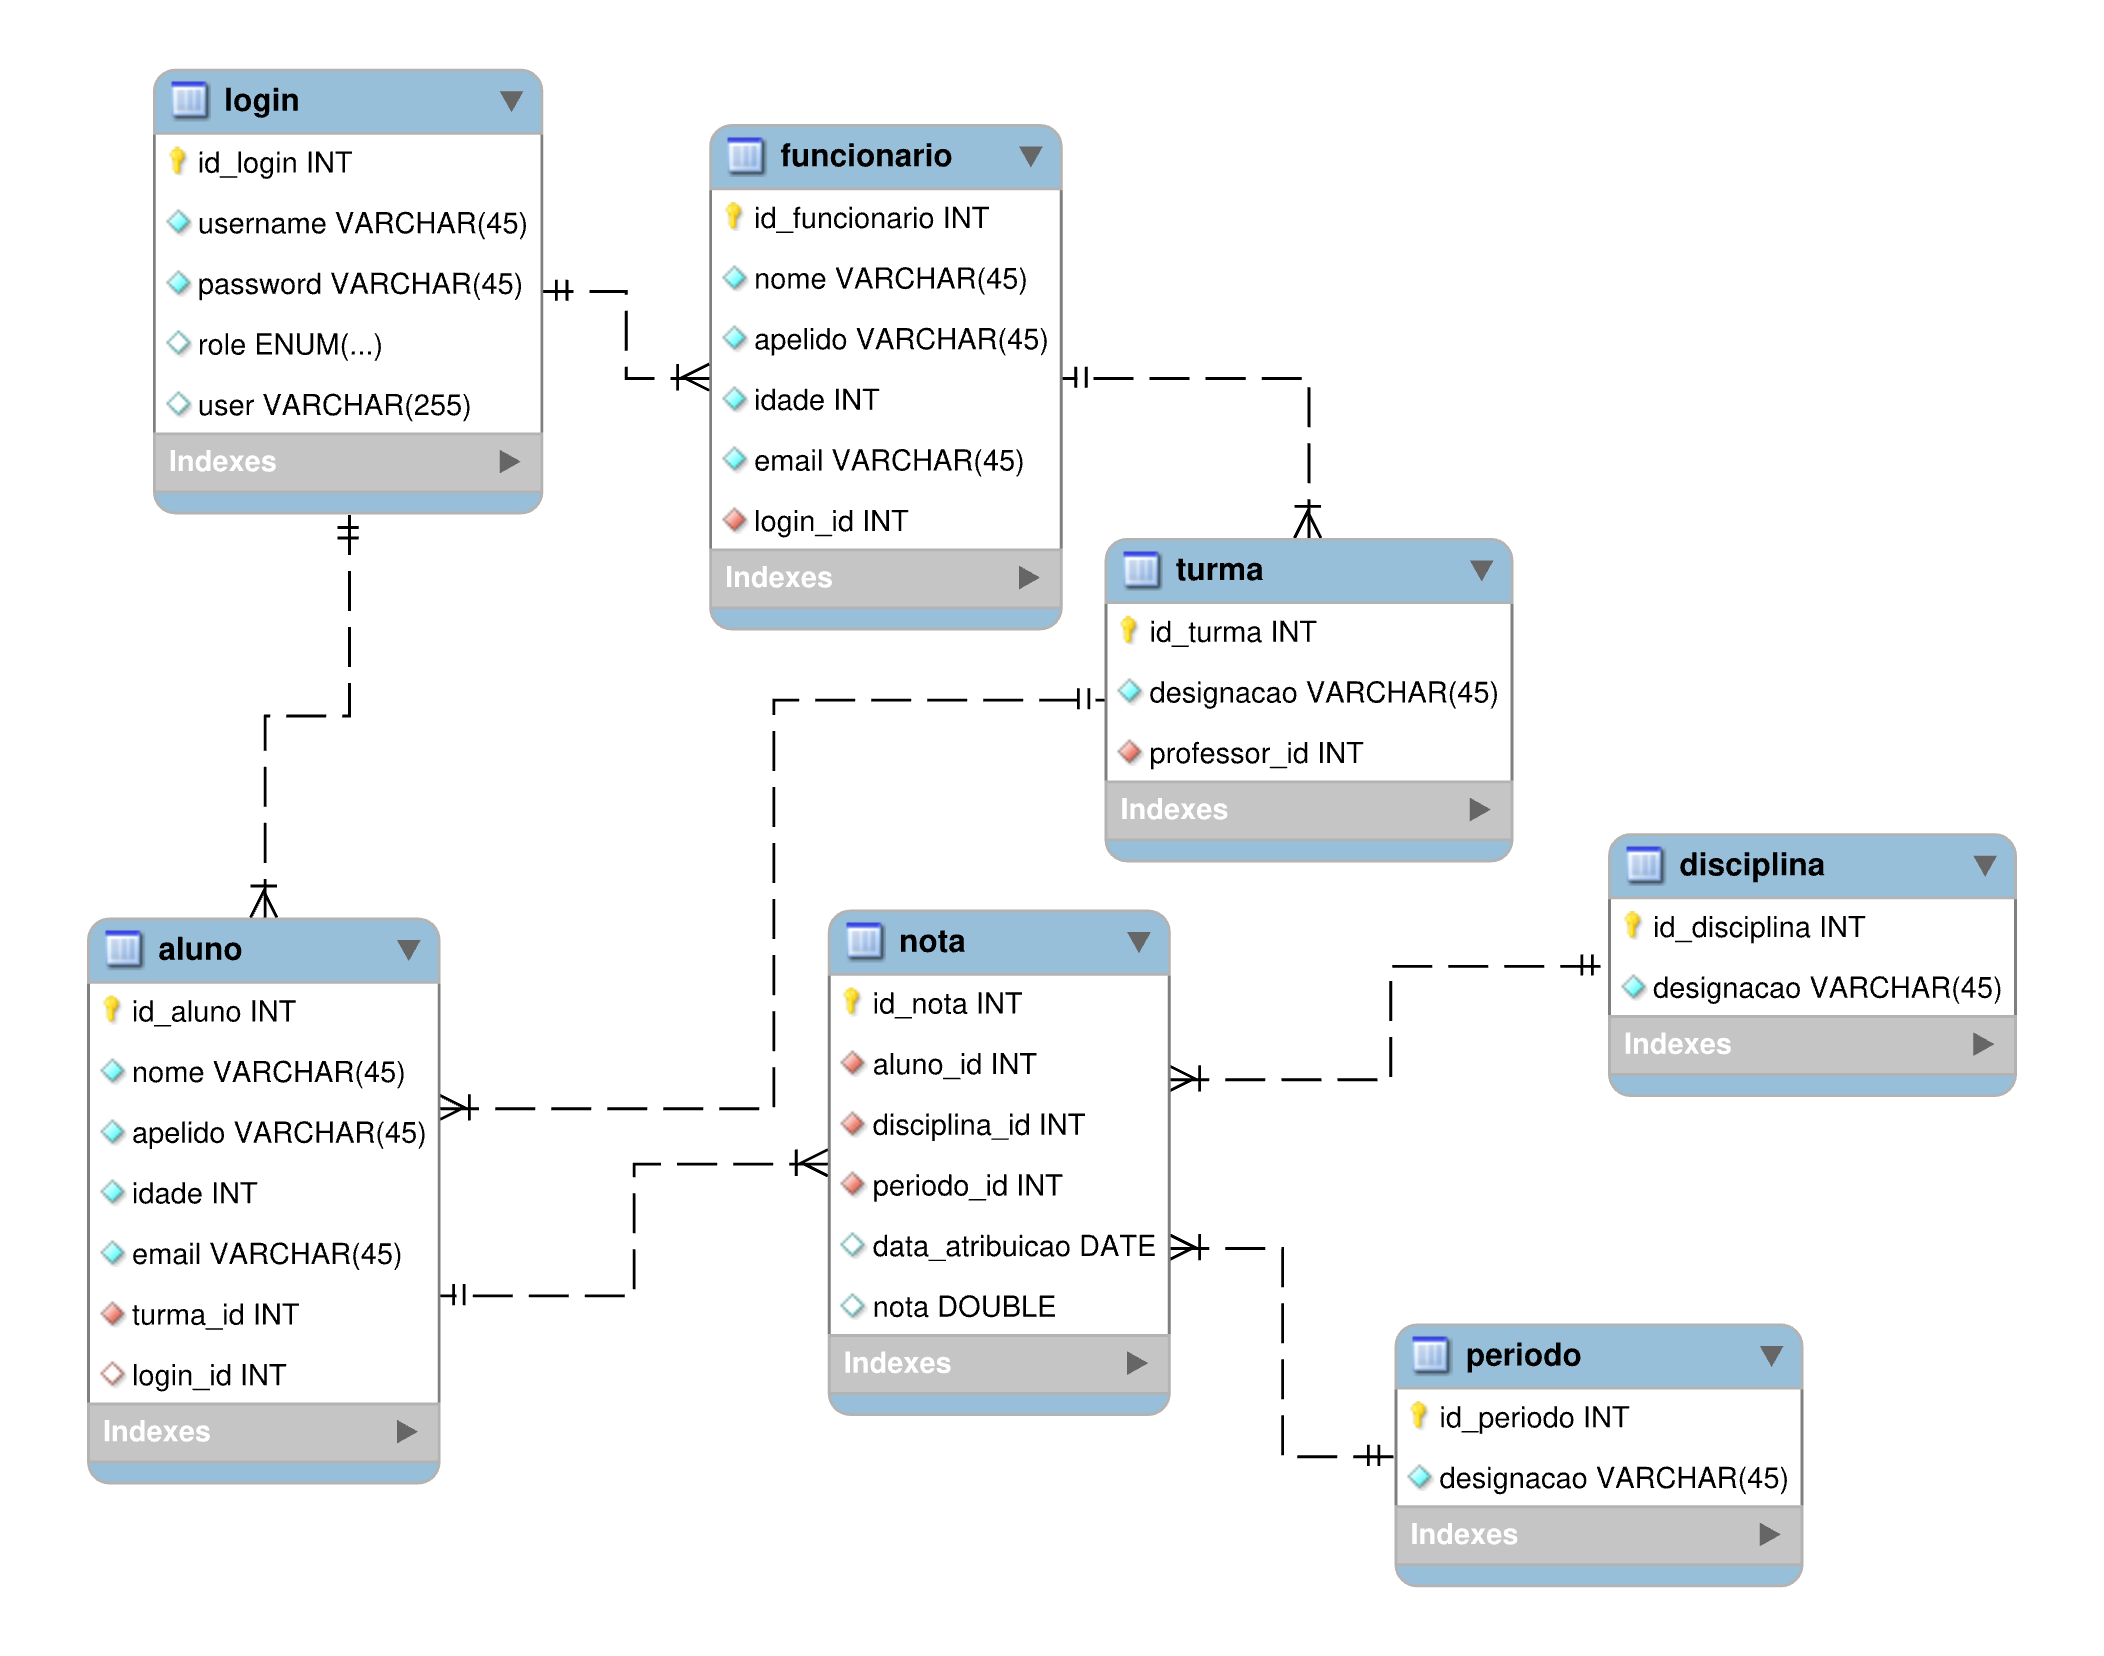 login
id_login INT
username VARCHAR(45)
password VARCHAR(45)
role ENUM(...)
user VARCHAR(255)
Indexes
funcionario
id_funcionario INT
nome VARCHAR(45)
apelido VARCHAR(45)
idade INT
email VARCHAR(45)
login_id INT
Indexes
turma
id_turma INT
designacao VARCHAR(45)
professor_id INT
Indexes
disciplina
id_disciplina INT
designacao VARCHAR(45)
Indexes
aluno
id_aluno INT
nome VARCHAR(45)
apelido VARCHAR(45)
idade INT
email VARCHAR(45)
turma_id INT
login_id INT
Indexes
nota
id_nota INT
aluno_id INT
disciplina_id INT
periodo_id INT
data_atribuicao DATE
nota DOUBLE
Indexes
periodo
id_periodo INT
designacao VARCHAR(45)
Indexes